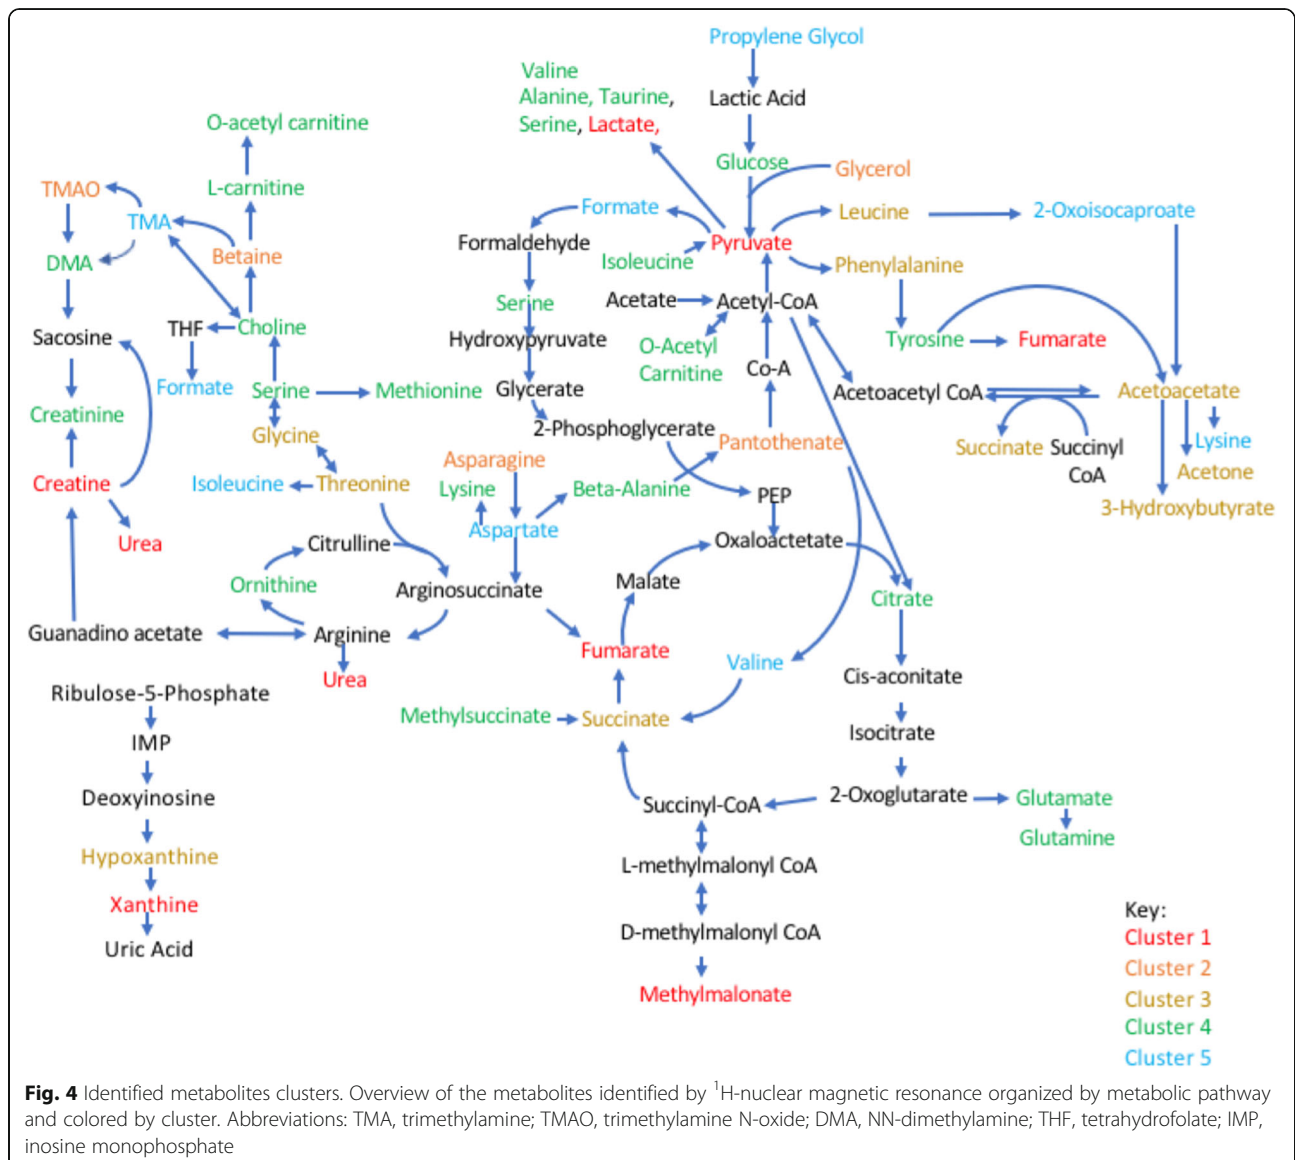 Propylene Glycol
Valine
Alanine, Taurine,
Serine, Lactate,
Lactic Acid
O-acetyl carnitine
Glucose
Glycerol
TMAO
L-carnitine
TMA
Formate
Leucine
2-Oxoisocaproate
Formaldehyde
Pyruvate
DMA
Betaine
Isoleucine
Phenylalanine
Serine
Acetate
Acetyl-CoA
THF
Choline
Sacosine
Hydroxypyruvate
O-Acetyl
Carnitine
Tyrosine
Fumarate
Co-A
Formate
Serine
Methionine
Glycerate
Acetoacetyl CoA
Acetoacetate
Creatinine
Glycine
2-Phosphoglycerate
Pantothenate
Succinate
Succinyl
CoA
Lysine
Acetone
Asparagine
Creatine
Isoleucine
Threonine
Lysine
Beta-Alanine
PEP
3-Hydroxybutyrate
Urea
Citrulline
Aspartate
Oxaloactetate
Ornithine
Arginosuccinate
Malate
Citrate
Guanadino acetate
Arginine
Fumarate
Valine
Urea
Cis-aconitate
Ribulose-5-Phosphate
Methylsuccinate
Succinate
IMP
Isocitrate
Deoxyinosine
Succinyl-CoA
2-Oxoglutarate
Glutamate
Glutamine
Hypoxanthine
L-methylmalonyl CoA
Xanthine
D-methylmalonyl CoA
Uric Acid
Methylmalonate
Key:
Cluster 1
Cluster 2
Cluster 3
Cluster 4
Cluster 5
Fig. 4 Identified metabolites clusters. Overview of the metabolites identified by ¹H-nuclear magnetic resonance organized by metabolic pathway
and colored by cluster. Abbreviations: TMA, trimethylamine; TMAO, trimethylamine N-oxide; DMA, NN-dimethylamine; THF, tetrahydrofolate; IMP,
inosine monophosphate